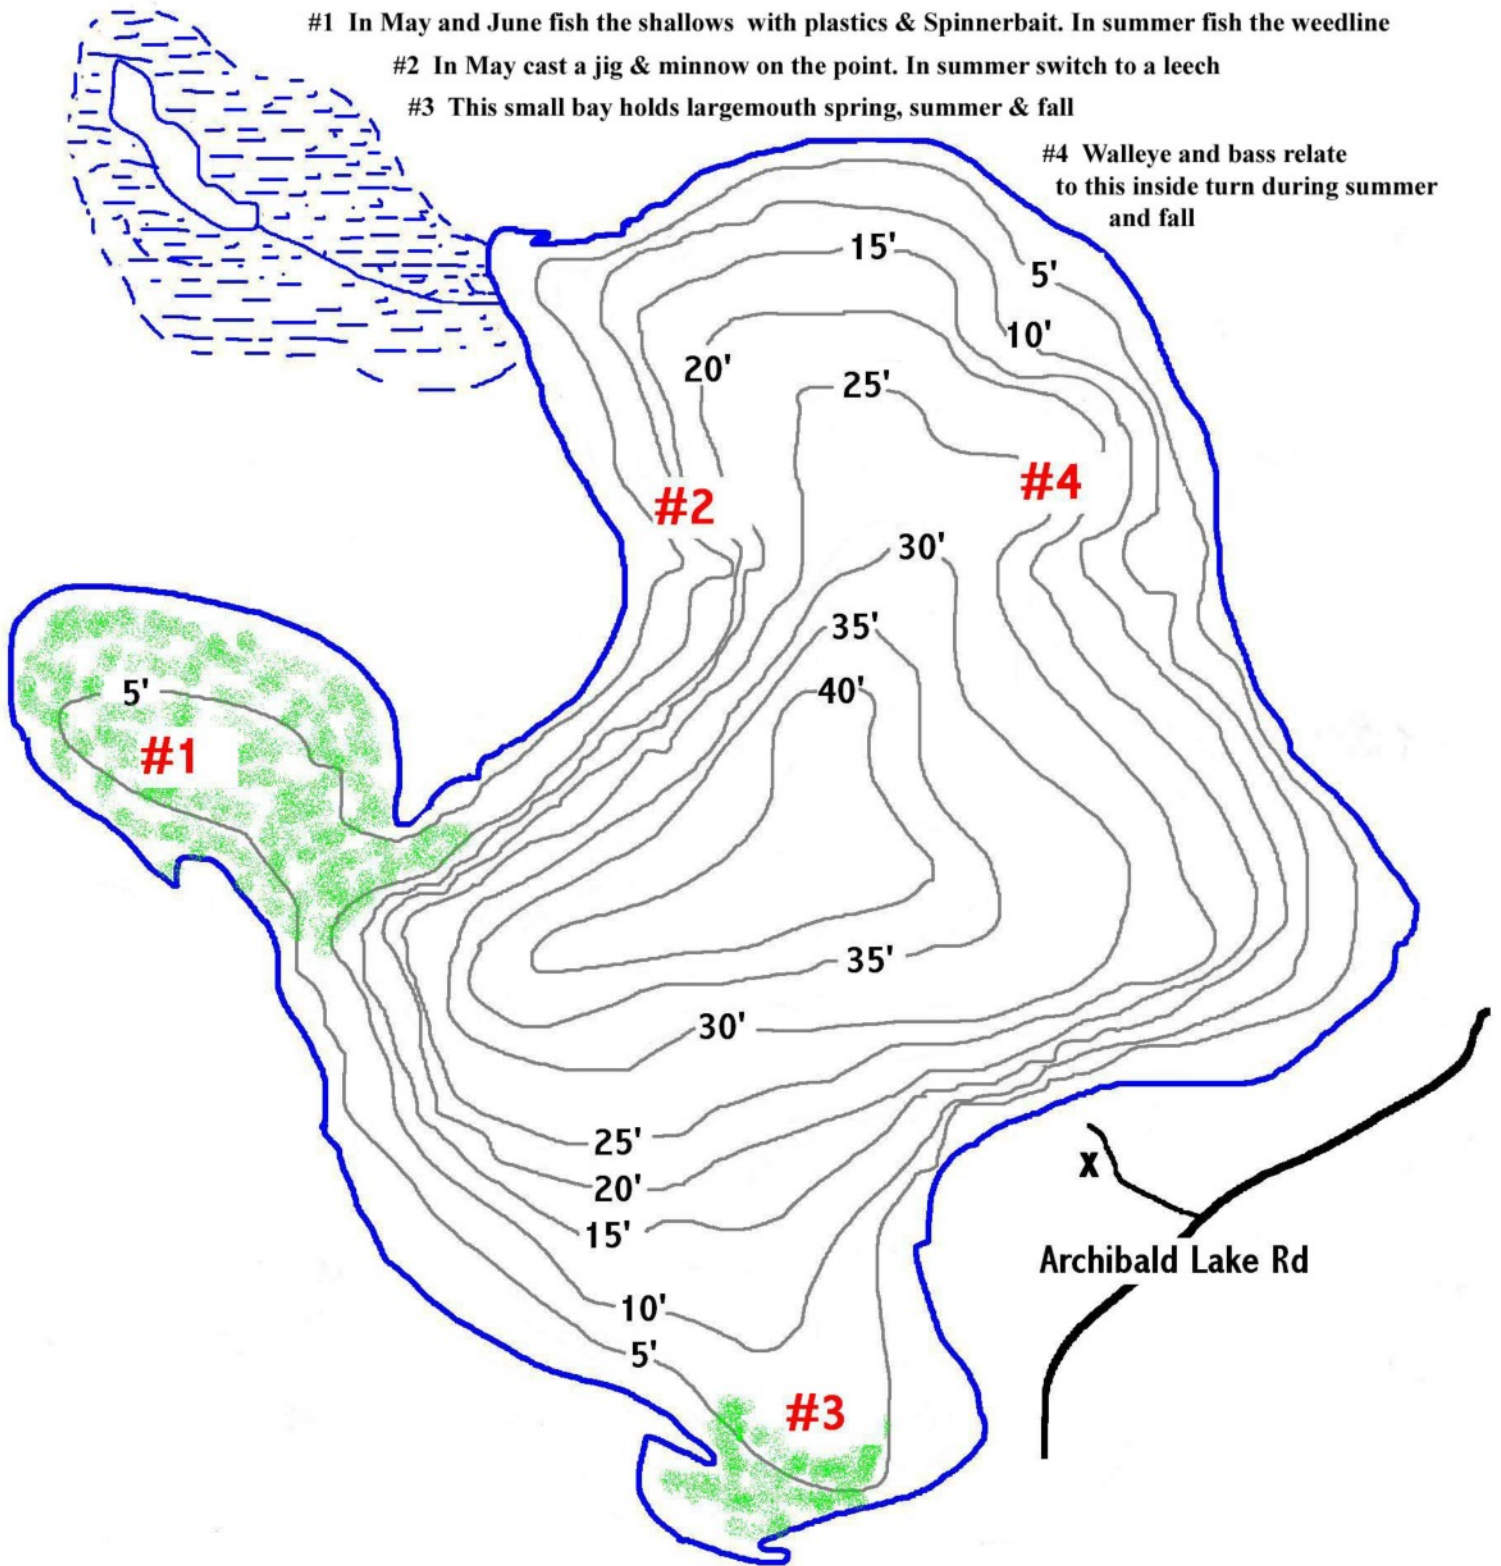 #1 In May and June fish the shallows with plastics & Spinnerbait. In summer fish the weedline
#2 In May cast a jig & minnow on the point. In summer switch to a leech
#3 This small bay holds largemouth spring, summer & fall
#4 Walleye and bass relate
to this inside turn during summer
and fall
15'
5'
10'
20'
25'
#4
#2
30'
35'
5'
40'
#1
35'
30'
25'
20'
15'
10'
5'
#3
X
Archibald Lake Rd